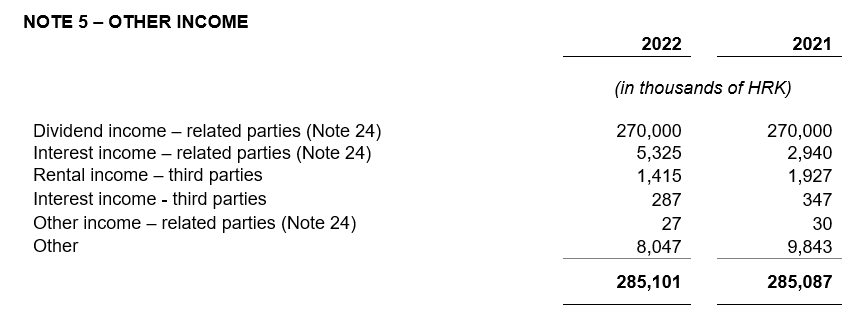 NOTE 5 – OTHER INCOME
2022 2021
(in thousands of HRK)
Dividend income – related parties (Note 24) 270,000 270,000
Interest income – related parties (Note 24) 5,325 2,940
Rental income – third parties 1,415 1,927
Interest income - third parties 287 347
Other income – related parties (Note 24) 27 30
Other 8,047 9,843
285,101 285,087